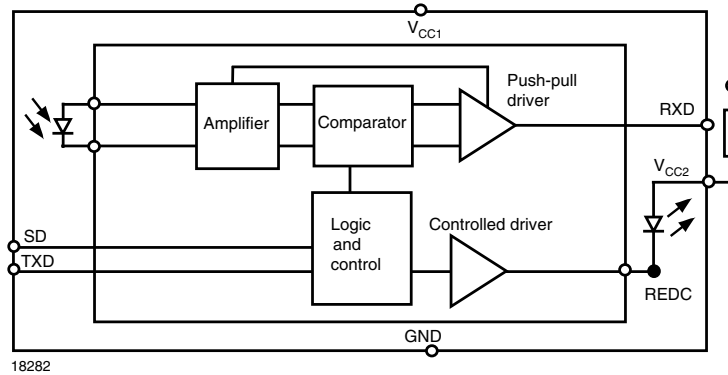 VCC1
Push-pull
driver
RXD
Amplifier
Comparator
VCC2
SD
TXD
Logic
and
control
Controlled driver
REDC
GND
18282